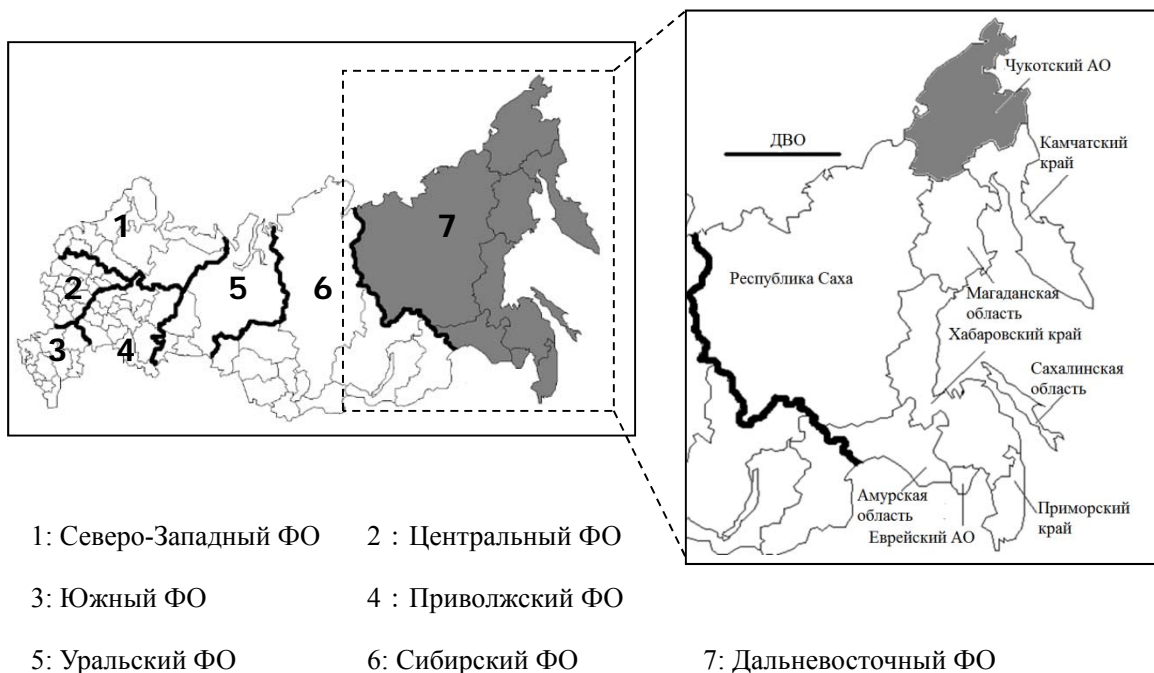 Чукотский АО
ДВО
Камчатский
край
1
7
2
5
6
Республика Саха
Магаданская
область
Хабаровский край
3
4
Сахалинская
область
Амурская
область
Еврейский АО
Приморский
край
1: Северо-Западный ФО 2 : Центральный ФО
3: Южный ФО 4 : Приволжский ФО
5: Уральский ФО 6: Сибирский ФО 7: Дальневосточный ФО